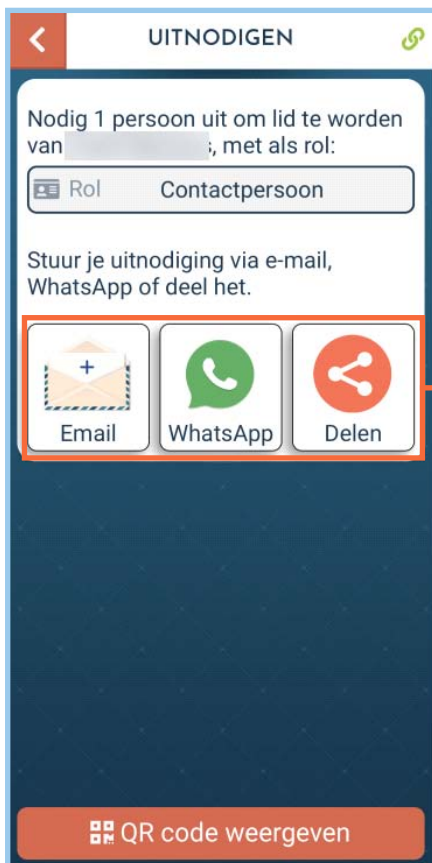 UITNODIGEN
Nodig 1 persoon uit om lid te worden
van , met als rol:
Rol Contactpersoon
Stuur je uitnodiging via e-mail,
WhatsApp of deel het.
Email WhatsApp Delen
QR code weergeven